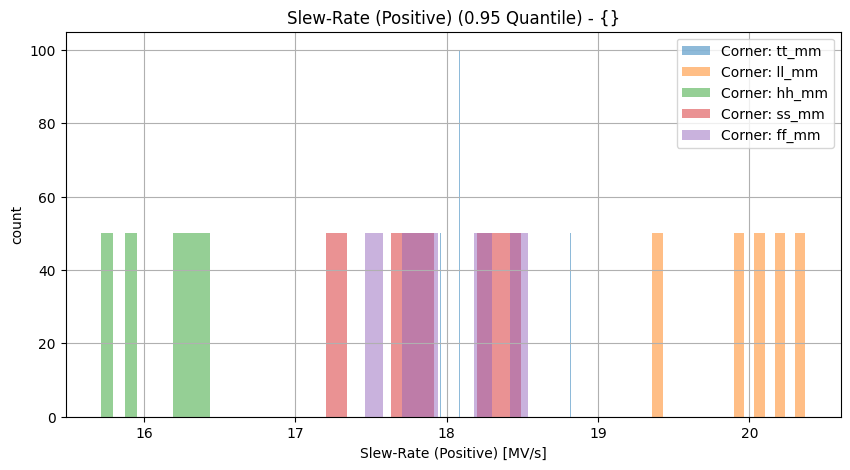 Slew-Rate (Positive) (0.95 Quantile) - {}
100
80
60
40
20
0
count
Corner: tt_mm
Corner: ll_mm
Corner: hh_mm
Corner: ss_mm
Corner: ff_mm
16
17
18
19
20
Slew-Rate (Positive) [MV/s]